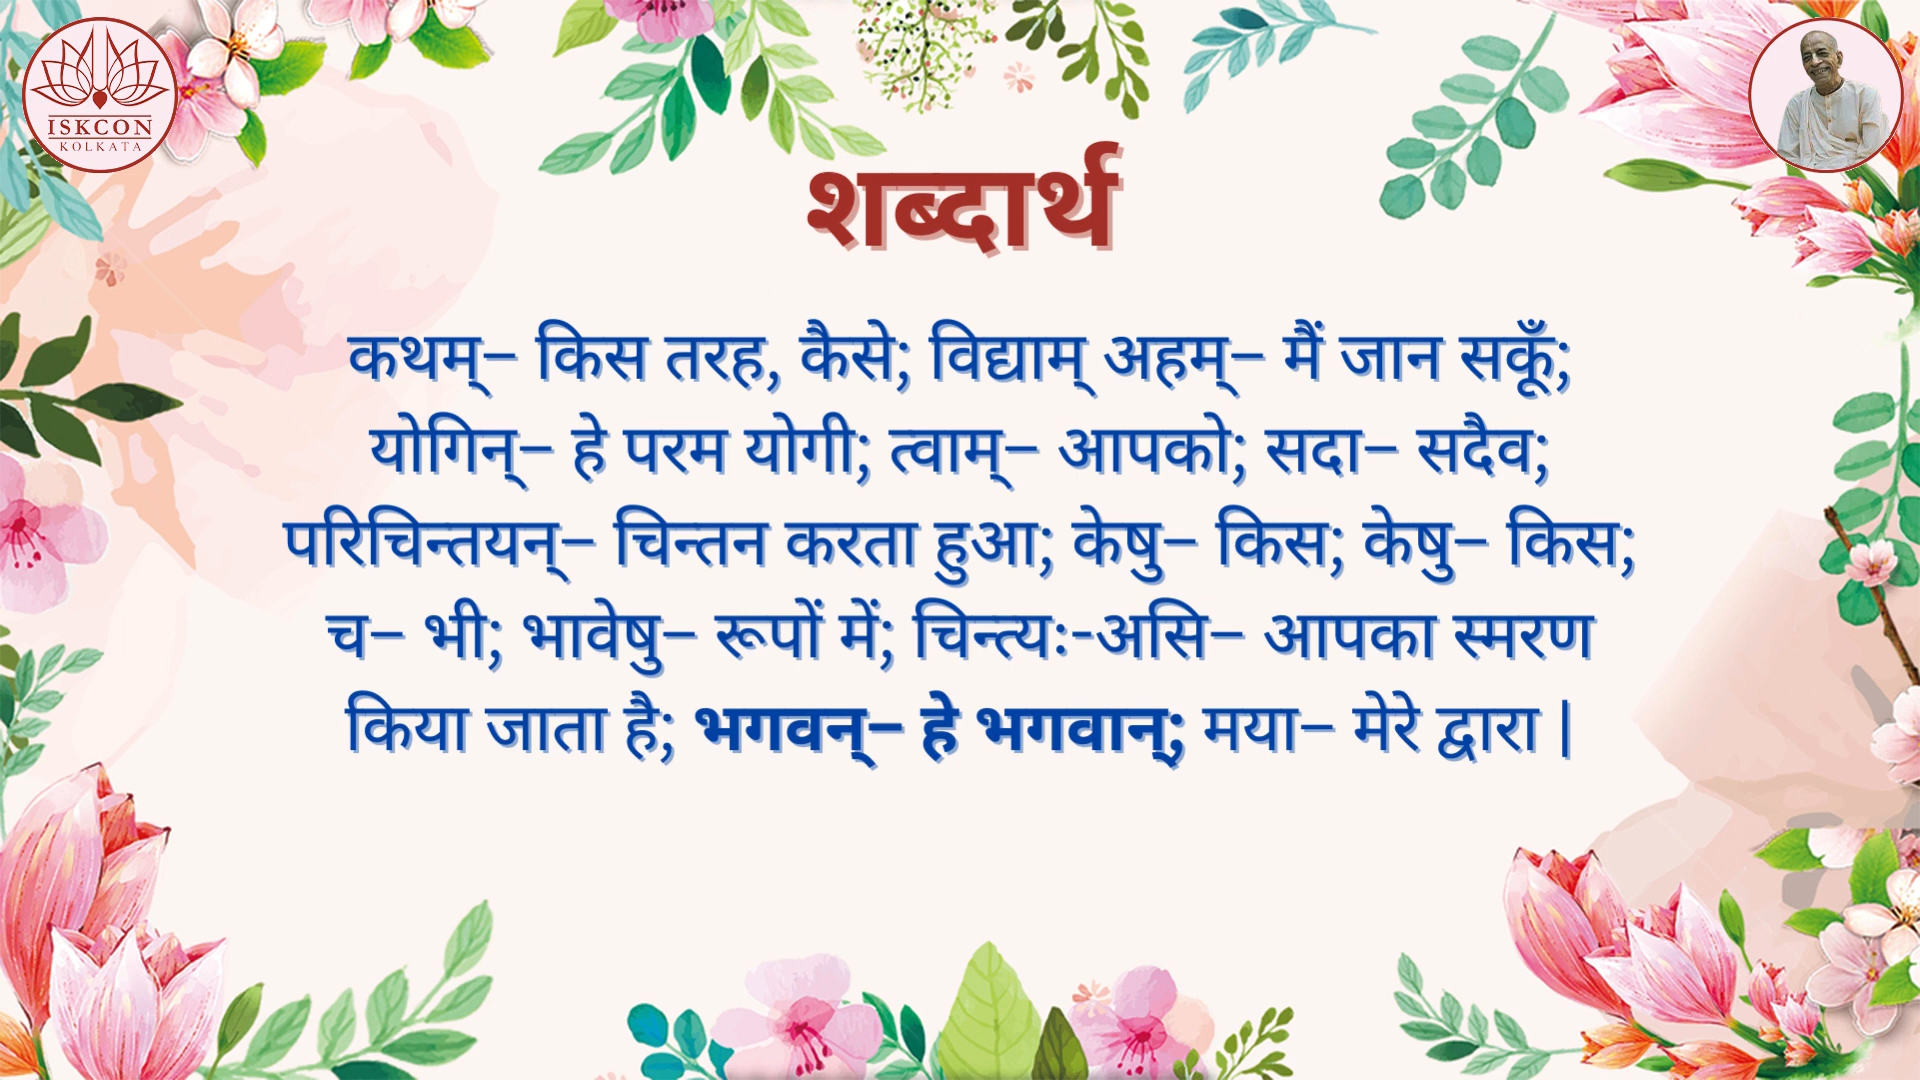 ISKCON
KOLKATA
शब्दार्थ
कथम्– किस तरह, कैसे; विद्याम् अहम्– मैं जान सकूँ;
योगिन्– हे परम योगी; त्वाम्– आपको; सदा– सदैव;
परिचिन्तयन्– चिन्तन करता हुआ; केषु– किस; केषु– किस;
च– भी; भावेषु– रूपों में; चिन्त्यः-असि– आपका स्मरण
किया जाता है; भगवन्– हे भगवान्; मया– मेरे द्वारा |